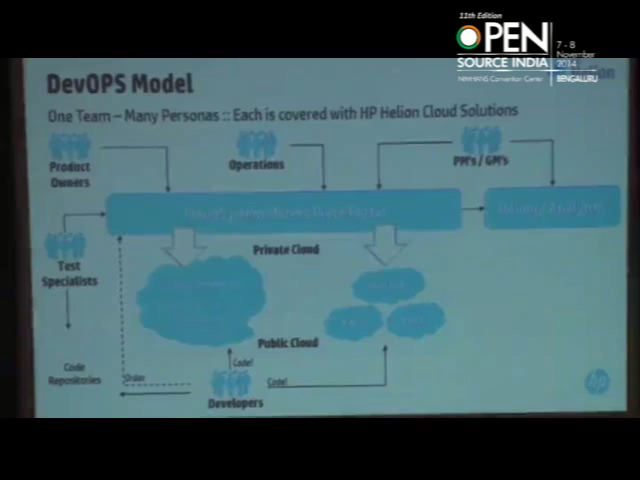 11th Edition
OPEN
SOURCE INDIA
NIMHANS Convention Center
7 - 8
November
2014
BENGALURU
DevOPS Model
One Team – Many Personas :: Each is covered with HP Helion Cloud Solutions
Product
Owners
Operations
PM's / GM's
Private Cloud
Test
Specialists
Public Cloud
Code
Repositories
Order
Code!
Code!
Developers
hp